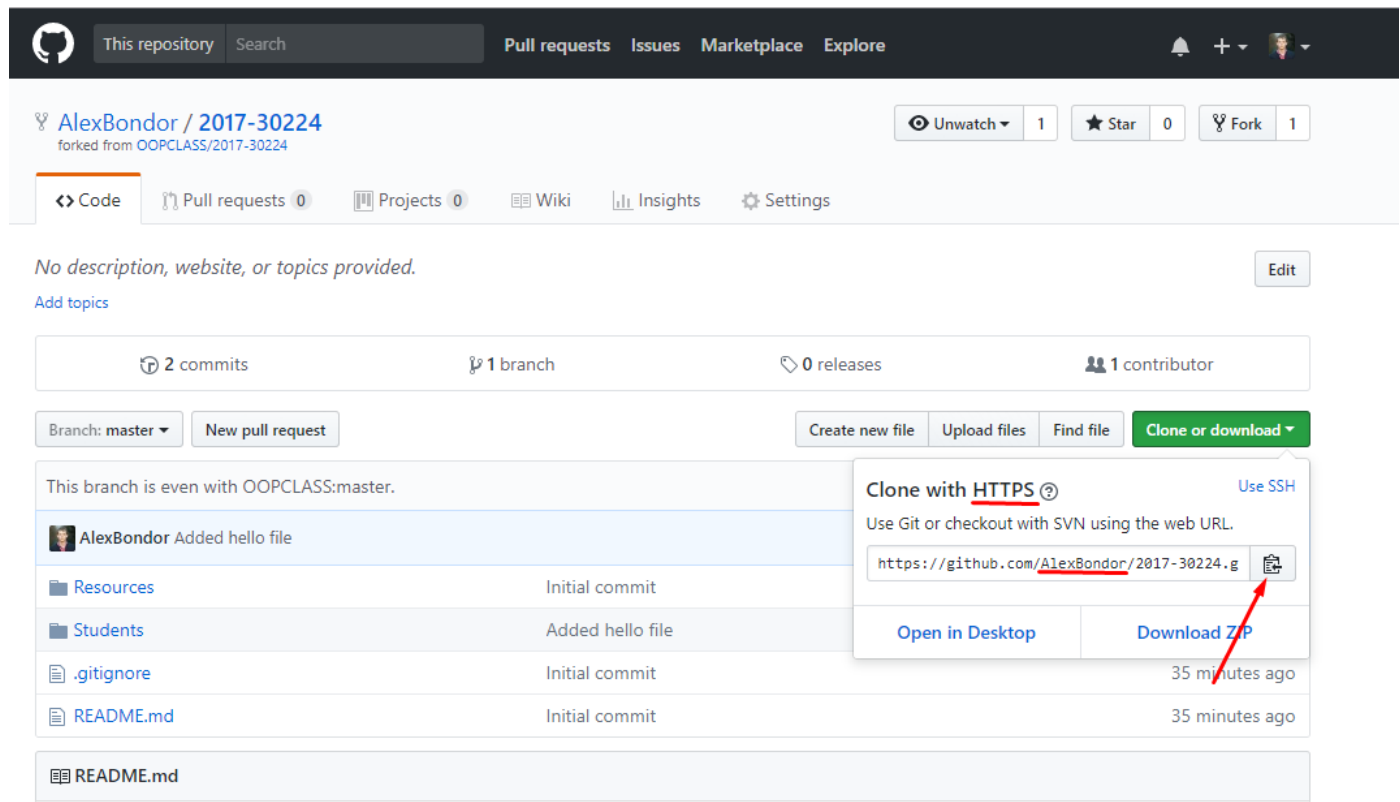 This repository Search Pull requests Issues Marketplace Explore
AlexBondor / 2017-30224
forked from OOPCLASS/2017-30224
Unwatch 1 Star 0 Fork 1
Code Pull requests 0 Projects 0 Wiki Insights Settings
No description, website, or topics provided.
Edit
Add topics
2 commits 1 branch 0 releases 1 contributor
Branch: master New pull request Create new file Upload files Find file Clone or download
This branch is even with OOPCLASS:master.
Clone with HTTPS Use SSH
Use Git or checkout with SVN using the web URL.
AlexBondor Added hello file
https://github.com/AlexBondor/2017-30224.g
Resources Initial commit
Students Added hello file
Open in Desktop Download ZIP
.gitignore Initial commit 35 minutes ago
README.md Initial commit 35 minutes ago
README.md